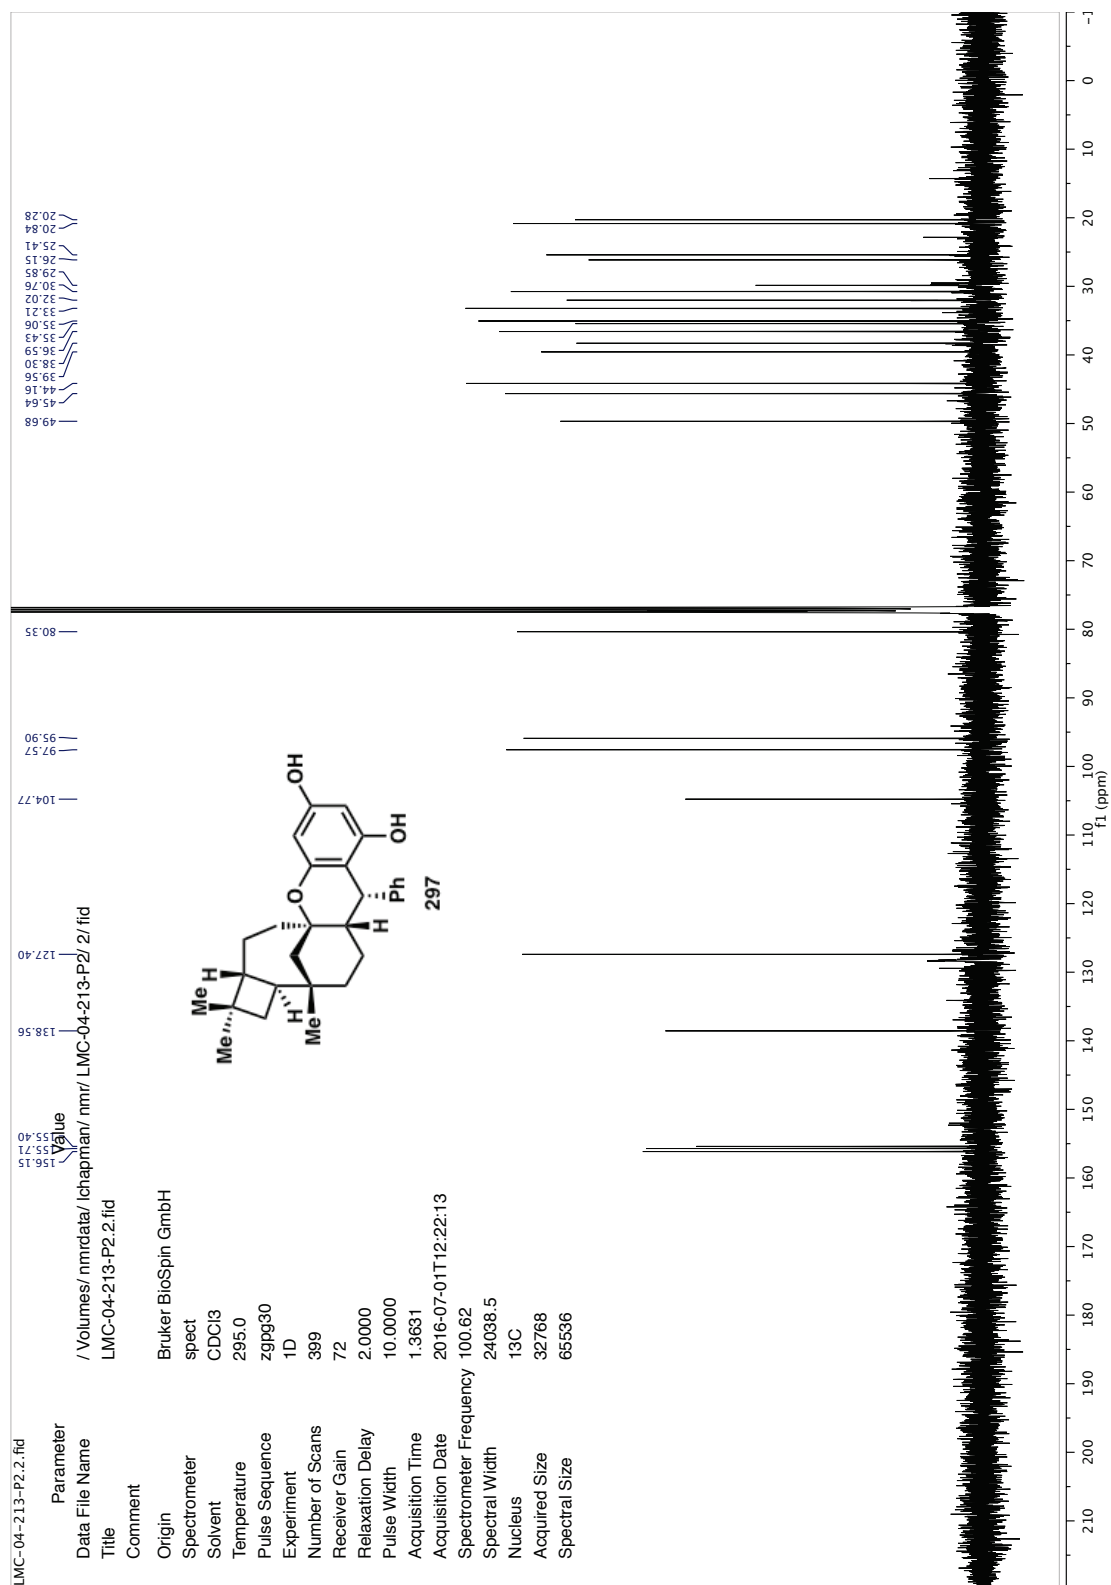 LMC-04-213-P2.2.fid
Parameter Value
Data File Name / Volumes/ nmrdata/ lchapman/ nmr/ LMC-04-213-P2/ 2/ fid
Title LMC-04-213-P2.2.fid
Comment
Origin Bruker BioSpin GmbH
Spectrometer spect
Solvent CDCl3
Temperature 295.0
Pulse Sequence zgpg30
Experiment 1D
Number of Scans 399
Receiver Gain 72
Relaxation Delay 2.0000
Pulse Width 10.0000
Acquisition Time 1.3631
Acquisition Date 2016-07-01T12:22:13
Spectrometer Frequency 100.62
Spectral Width 24038.5
Nucleus 13C
Acquired Size 32768
Spectral Size 65536
156.15
155.71
155.40
138.56
127.40
104.77
97.57
95.90
80.35
49.68
45.64
44.16
39.56
38.30
36.59
35.43
35.06
33.21
32.02
30.76
29.85
26.15
25.41
20.84
20.28
Me
Me
H
H
Me
O
H
OH
OH
Ph
297
210 200 190 180 170 160 150 140 130 120 110 100 90 80 70 60 50 40 30 20 10 0
f1 (ppm)